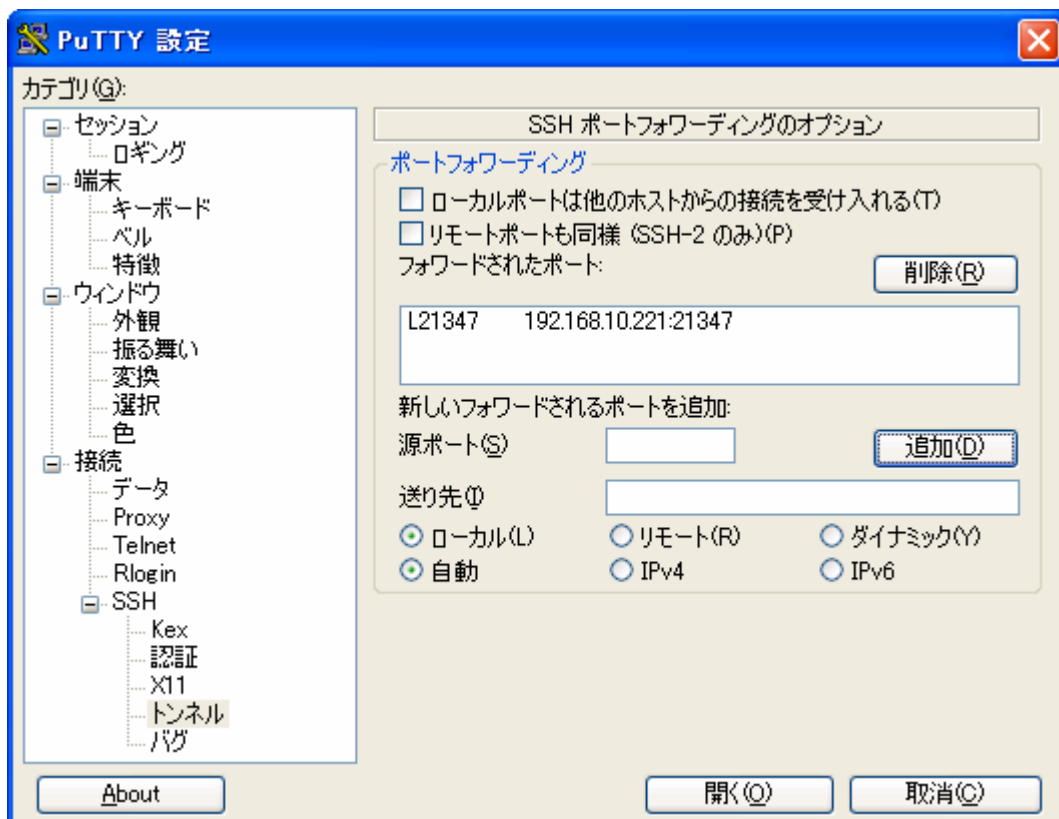 PuTTY 設定
カテゴリ(G):
セッション
ロギング
端末
キーボード
ベル
特徴
ウィンドウ
外観
振る舞い
変換
選択
色
接続
データ
Proxy
Telnet
Rlogin
SSH
Kex
認証
X11
トンネル
バグ
SSH ポートフォワーディングのオプション
ポートフォワーディング
ローカルポートは他のホストからの接続を受け入れる(T)
リモートポートも同様 (SSH-2 のみ)(P)
フォワードされたポート:
削除(R)
L21347 192.168.10.221:21347
新しいフォワードされるポートを追加:
源ポート(S)
追加(D)
送り先(I)
ローカル(L) リモート(R) ダイナミック(Y)
自動 IPv4 IPv6
About
開く(O)
取消(C)